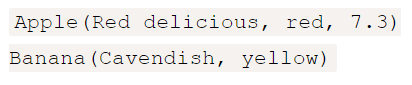 Apple(Red delicious, red, 7.3)
Banana(Cavendish, yellow)